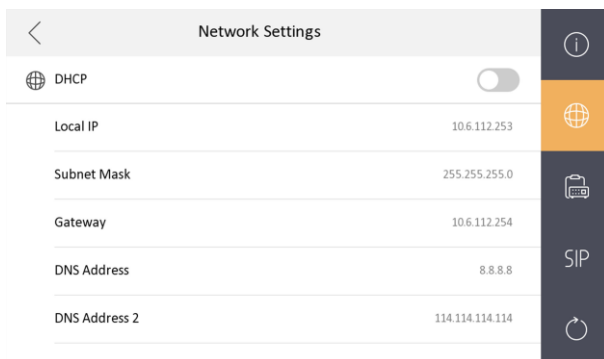 Network Settings
DHCP
Local IP 10.6.112.253
Subnet Mask 255.255.255.0
Gateway 10.6.112.254
DNS Address 8.8.8.8
DNS Address 2 114.114.114.114
SIP